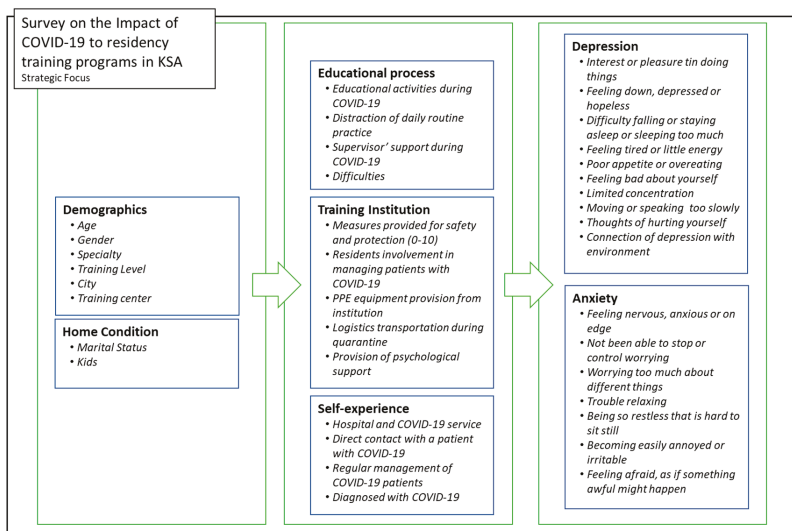 Survey on the Impact of
COVID-19 to residency
training programs in KSA
Strategic Focus
Demographics
• Age
• Gender
• Specialty
• Training Level
• City
• Training center
Home Condition
• Marital Status
• Kids
Educational process
• Educational activities during
COVID-19
• Distraction of daily routine
practice
• Supervisor' support during
COVID-19
• Difficulties
Training Institution
• Measures provided for safety
and protection (0-10)
• Residents involvement in
managing patients with
COVID-19
• PPE equipment provision from
institution
• Logistics transportation during
quarantine
• Provision of psychological
support
Self-experience
• Hospital and COVID-19 service
• Direct contact with a patient
with COVID-19
• Regular management of
COVID-19 patients
• Diagnosed with COVID-19
Depression
• Interest or pleasure tin doing
things
• Feeling down, depressed or
hopeless
• Difficulty falling or staying
asleep or sleeping too much
• Feeling tired or little energy
• Poor appetite or overeating
• Feeling bad about yourself
• Limited concentration
• Moving or speaking too slowly
• Thoughts of hurting yourself
• Connection of depression with
environment
Anxiety
• Feeling nervous, anxious or on
edge
• Not been able to stop or
control worrying
• Worrying too much about
different things
• Trouble relaxing
• Being so restless that is hard to
sit still
• Becoming easily annoyed or
irritable
• Feeling afraid, as if something
awful might happen